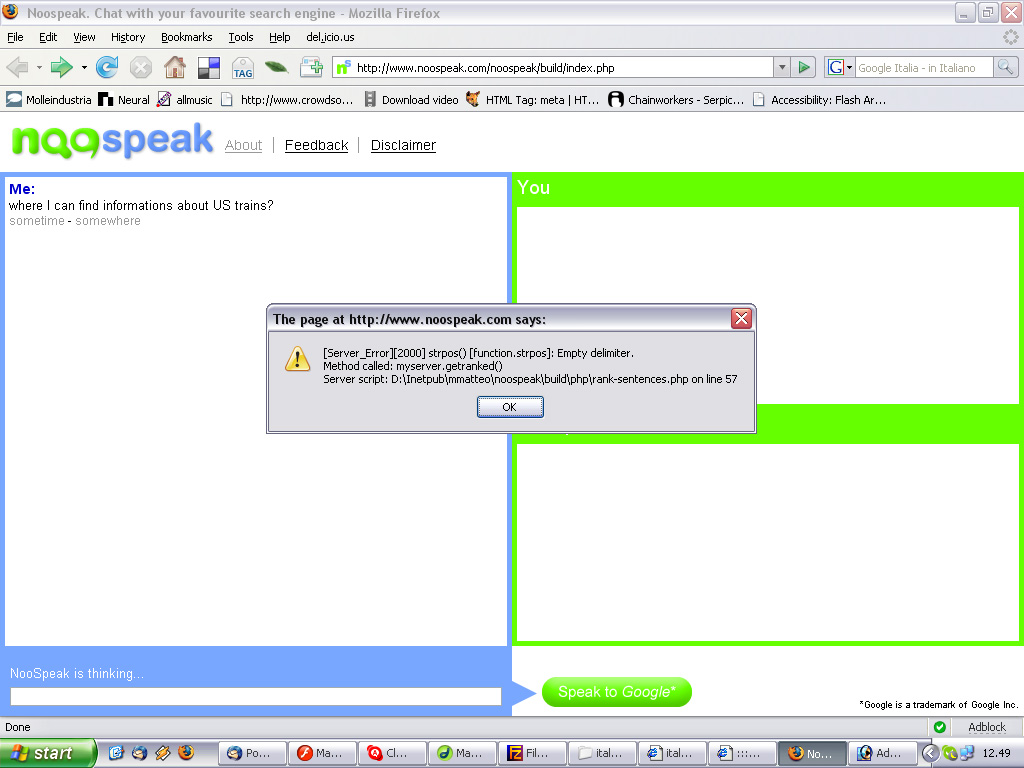 Noospeak. Chat with your favourite search engine - Mozilla Firefox
File Edit View History Bookmarks Tools Help del.icio.us
TAG http://www.noospeak.com/noospeak/build/index.php G Google Italia - in Italiano
Molleindustria Neural allmusic http://www.crowdso... Download video HTML Tag: meta | HT... Chainworkers - Serpic... Accessibility: Flash Ar...
noospeak About | Feedback | Disclaimer
Me:
where I can find informations about US trains?
sometime - somewhere
You
The page at http://www.noospeak.com says:
[Server_Error][2000] strpos() [function.strpos]: Empty delimiter.
Method called: myserver.getranked()
Server script: D:\Inetpub\mmatteo\noospeak\build\php\rank-sentences.php on line 57
OK
NooSpeak is thinking...
Speak to Google*
*Google is a trademark of Google Inc.
Done Adblock
start Po... Ma... Cl... Ma... Fil... ital... ital... :::... No... Ad... 12.49